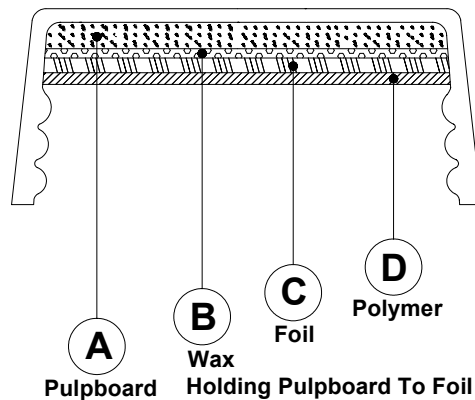 D
Polymer
C
Foil
B
Wax
Holding Pulpboard To Foil
A
Pulpboard